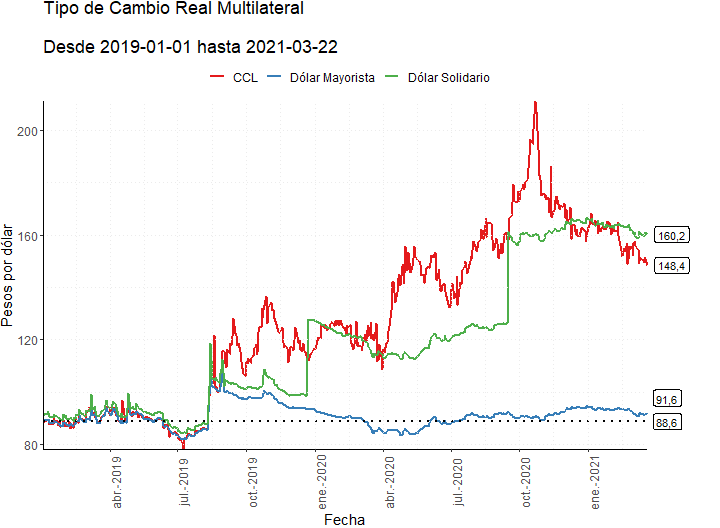 Tipo de Cambio Real Multilateral
Desde 2019-01-01 hasta 2021-03-22
CCL Dólar Mayorista Dólar Solidario
Pesos por dólar
200
160
120
80
160,2
148,4
91,6
88,6
abr.-2019
jul.-2019
oct.-2019
ene.-2020
abr.-2020
jul.-2020
oct.-2020
ene.-2021
Fecha